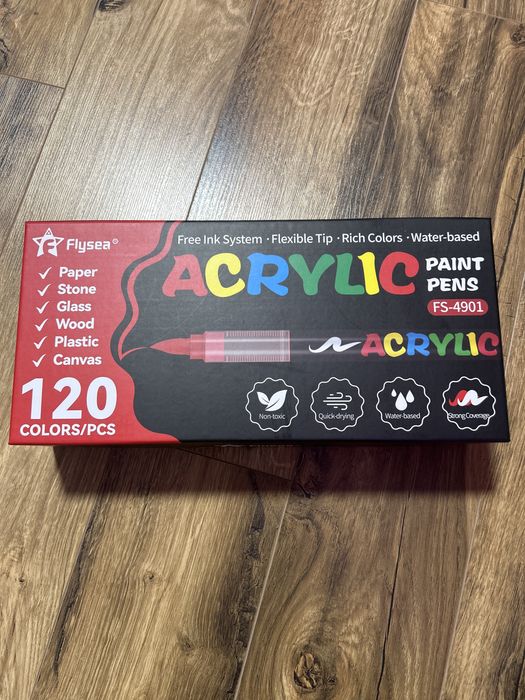 Flysea®
Paper
Stone
Glass
Wood
Plastic
Canvas
120
COLORS/PCS
Free Ink System · Flexible Tip · Rich Colors · Water-based
ACRYLIC PAINT
PENS
FS-4901
ACRYLIC
Non-toxic
Quick-drying
Water-based
Strong Coverage